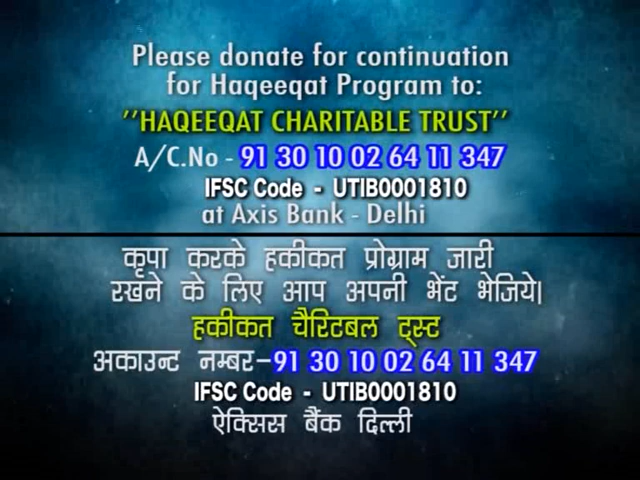 Please donate for continuation
for Haqeeqat Program to:
’’HAQEEQAT CHARITABLE TRUST’’
A/C.No - 91 30 10 02 64 11 347
IFSC Code - UTIB0001810
at Axis Bank - Delhi
कृपा करके हकीकत प्रोग्राम जारी
रखने के लिए आप अपनी भेंट भेजिये।
हकीकत चैरिटबल ट्स्ट
अकाउन्ट नम्बर-91 30 10 02 64 11 347
IFSC Code - UTIB0001810
ऐक्सिस बैंक दिल्ली